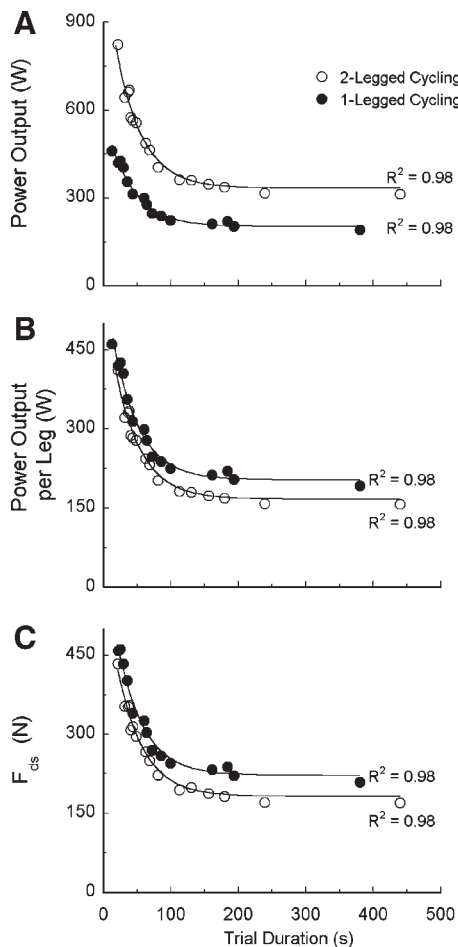 A
Power Output (W)
900
600
300
0
2-Legged Cycling
1-Legged Cycling
R² = 0.98
R² = 0.98
B
Power Output
per Leg (W)
450
300
150
0
R² = 0.98
R² = 0.98
C
F_ds (N)
450
300
150
0
R² = 0.98
R² = 0.98
0 100 200 300 400 500
Trial Duration (s)